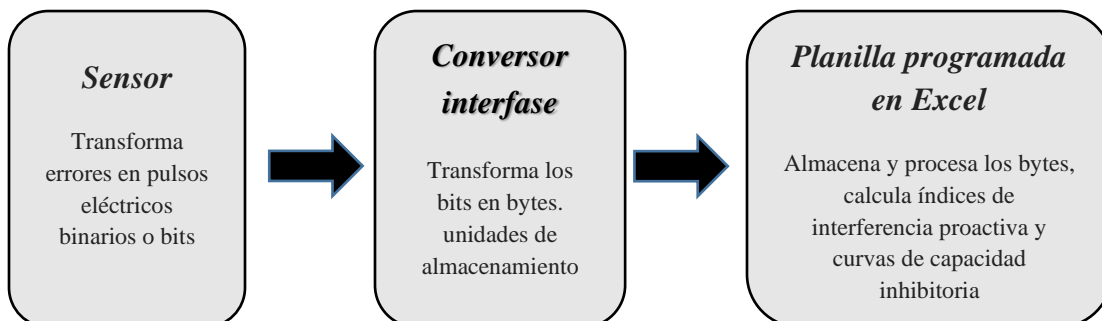 Sensor
Transforma
errores en pulsos
eléctricos
binarios o bits
Conversor
interfase
Transforma los
bits en bytes.
unidades de
almacenamiento
Planilla programada
en Excel
Almacena y procesa los bytes,
calcula índices de
interferencia proactiva y
curvas de capacidad
inhibitoria